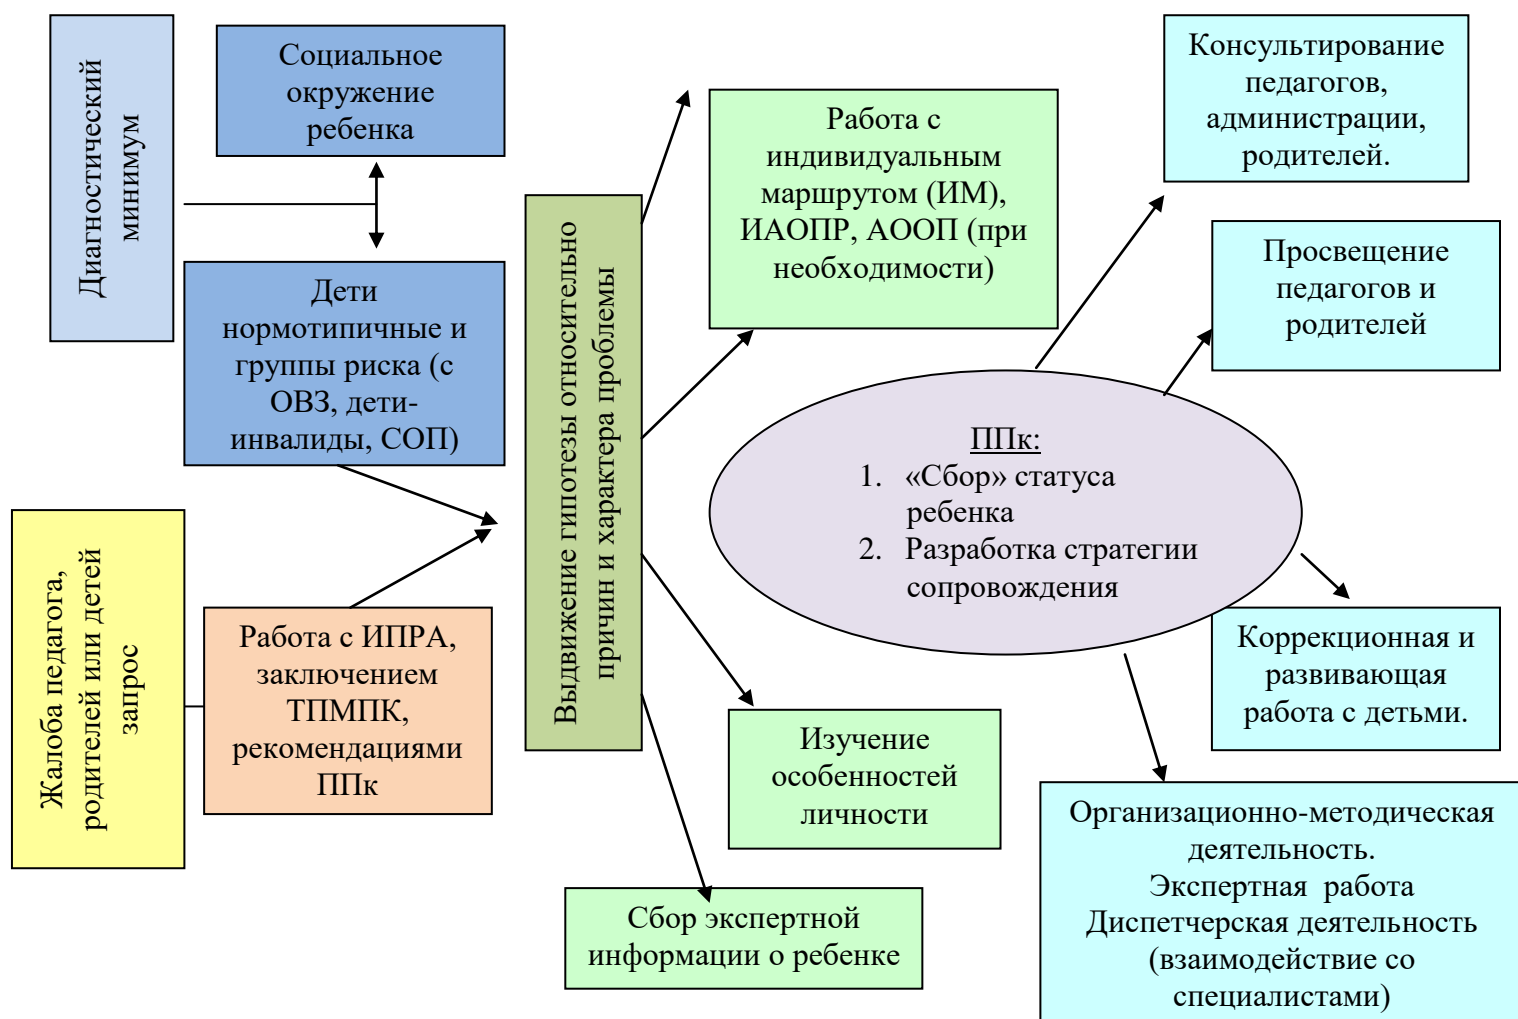 Диагностический
минимум
Социальное
окружение
ребенка
Дети
нормотипичные и
группы риска (с
ОВЗ, дети-
инвалиды, СОП)
Жалоба педагога,
родителей или детей
запрос
Работа с ИПРА,
заключением
ТПМПК,
рекомендациями
ППк
Выдвижение гипотезы относительно
причин и характера проблемы
Работа с
индивидуальным
маршрутом (ИМ),
ИАОПР, АООП (при
необходимости)
Изучение
особенностей
личности
Сбор экспертной
информации о ребенке
ППк:
1. «Сбор» статуса
ребенка
2. Разработка стратегии
сопровождения
Консультирование
педагогов,
администрации,
родителей.
Просвещение
педагогов и
родителей
Коррекционная и
развивающая
работа с детьми.
Организационно-методическая
деятельность.
Экспертная работа
Диспетчерская деятельность
(взаимодействие со
специалистами)